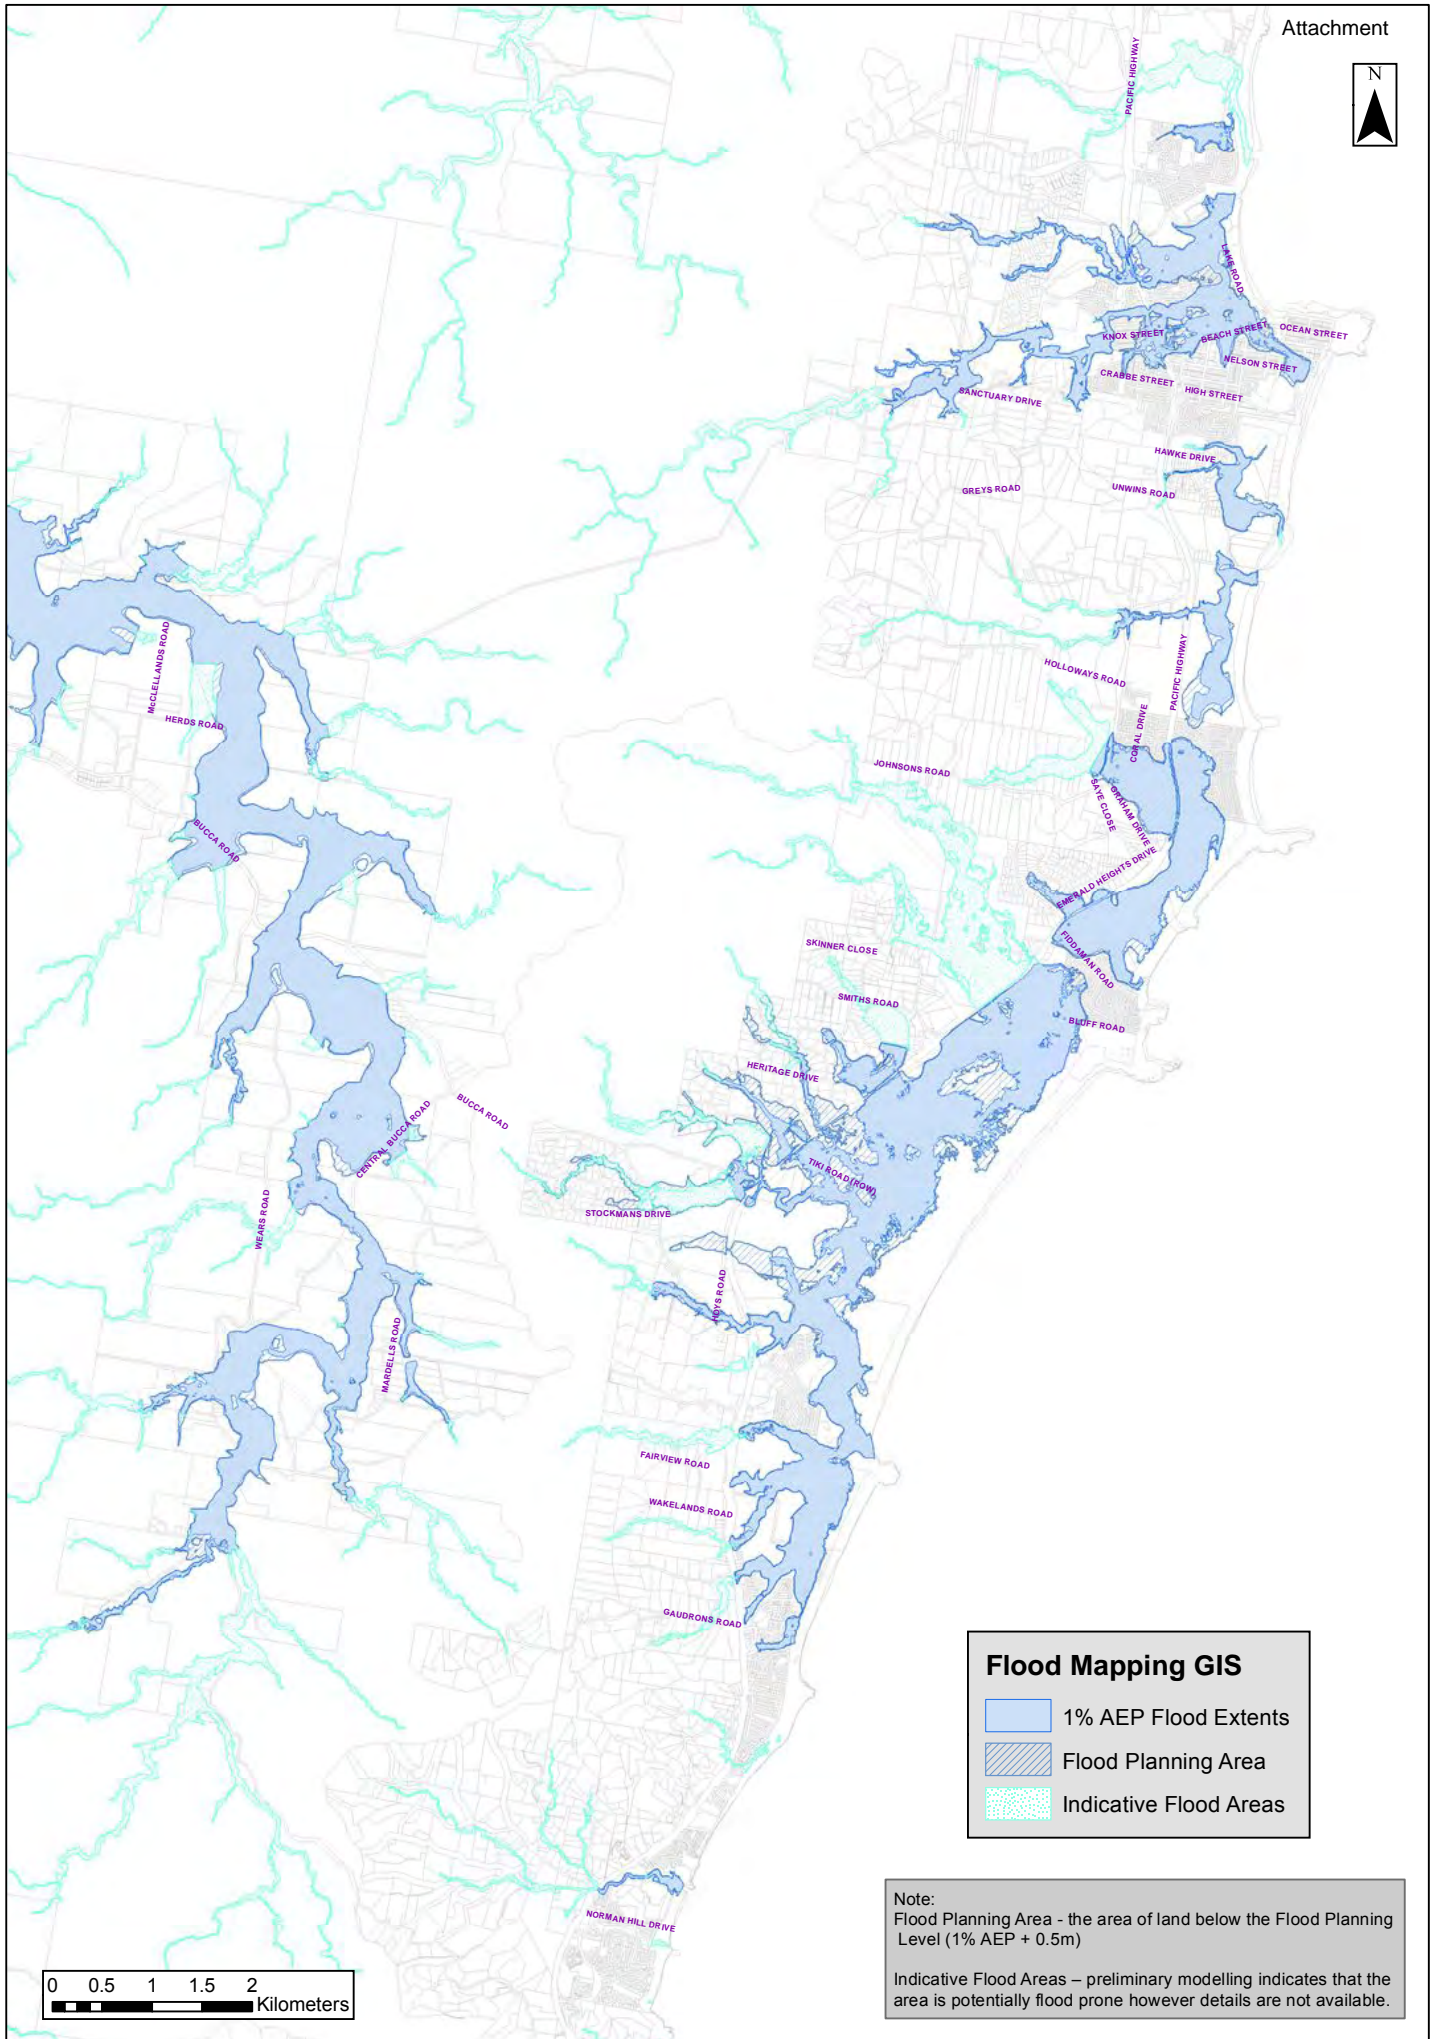 Attachment
PACIFIC HIGHWAY
N
LAKE ROAD
OCEAN STREET
KNOX STREET
BEACH STREET
NELSON STREET
CRABBE STREET
HIGH STREET
SANCTUARY DRIVE
HAWKE DRIVE
GREYS ROAD
UNWINS ROAD
McCLELLANDS ROAD
HERDS ROAD
HOLLOWAYS ROAD
PACIFIC HIGHWAY
CORAL DRIVE
JOHNSONS ROAD
SAYE CLOSE
GRAHAM DRIVE
BUCCA ROAD
EMERALD HEIGHTS DRIVE
SKINNER CLOSE
FIDDAMAN ROAD
SMITHS ROAD
BLUFF ROAD
HERITAGE DRIVE
BUCCA ROAD
CENTRAL BUCCA ROAD
TIKI ROAD (ROW)
WEARS ROAD
STOCKMANS DRIVE
HOYS ROAD
MARDELLS ROAD
FAIRVIEW ROAD
WAKELANDS ROAD
GAUDRONS ROAD
NORMAN HILL DRIVE
Flood Mapping GIS
1% AEP Flood Extents
Flood Planning Area
Indicative Flood Areas
Note:
Flood Planning Area - the area of land below the Flood Planning
Level (1% AEP + 0.5m)
Indicative Flood Areas – preliminary modelling indicates that the
area is potentially flood prone however details are not available.
0 0.5 1 1.5 2
Kilometers